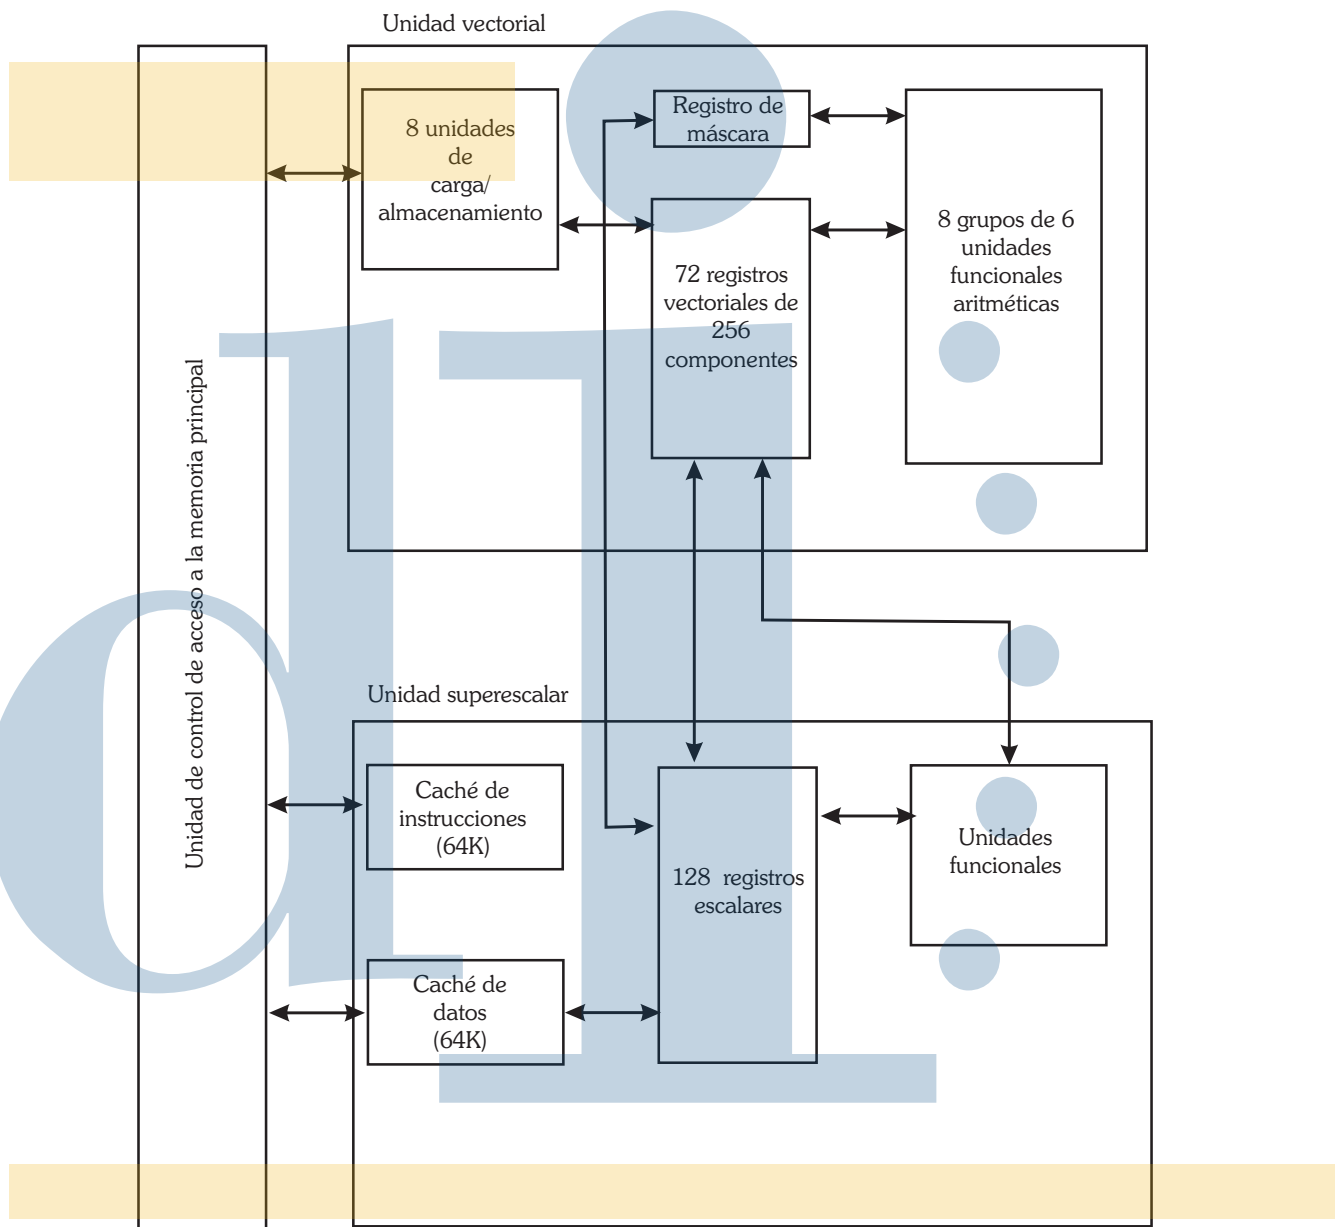 Unidad vectorial
8 unidades
de
carga/
almacenamiento
Registro de
máscara
72 registros
vectoriales de
256
componentes
8 grupos de 6
unidades
funcionales
aritméticas
Unidad de control de acceso a la memoria principal
Unidad superescalar
Caché de
instrucciones
(64K)
Caché de
datos
(64K)
128 registros
escalares
Unidades
funcionales